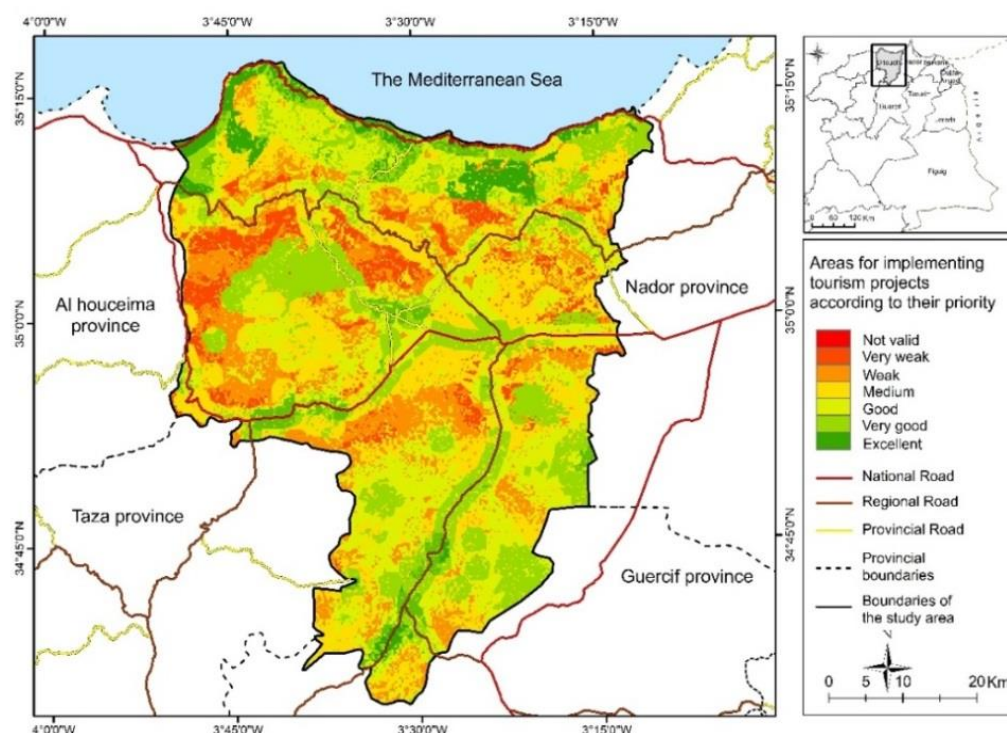 4°0'0"W
3°45'0"W
3°30'0"W
3°15'0"W
The Mediterranean Sea
35°15'0"N
35°15'0"N
Al houceima
province
Nador province
35°0'0"N
35°0'0"N
Taza province
Guercif province
34°45'0"N
34°45'0"N
4°0'0"W
3°45'0"W
3°30'0"W
3°15'0"W
Figuig
0 60 120 Km
Areas for implementing
tourism projects
according to their priority
Not valid
Very weak
Weak
Medium
Good
Very good
Excellent
National Road
Regional Road
Provincial Road
Provincial
boundaries
Boundaries of
the study area
N
0 5 10 20 Km